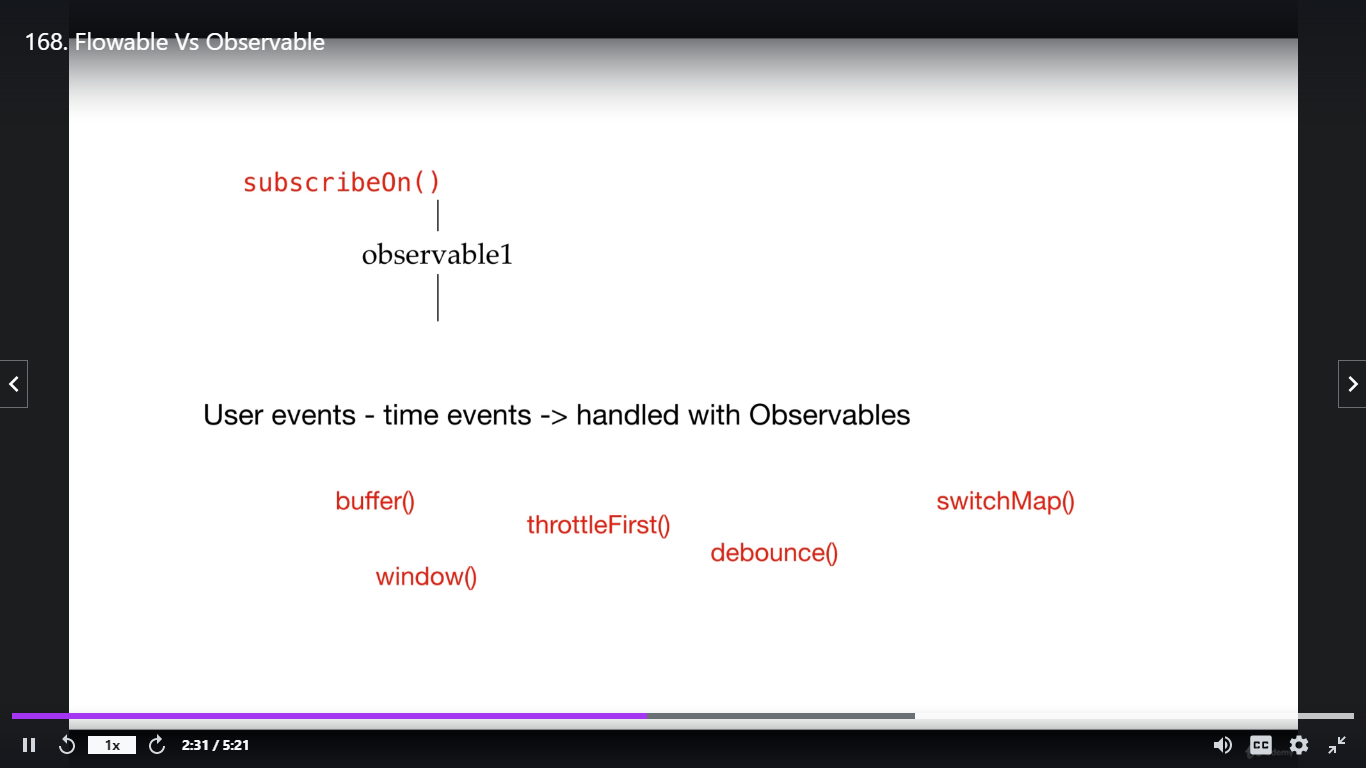 168. Flowable Vs Observable
subscribeOn()
observable1
User events - time events -> handled with Observables
buffer()
switchMap()
throttleFirst()
debounce()
window()
1x
2:31 / 5:21
CC